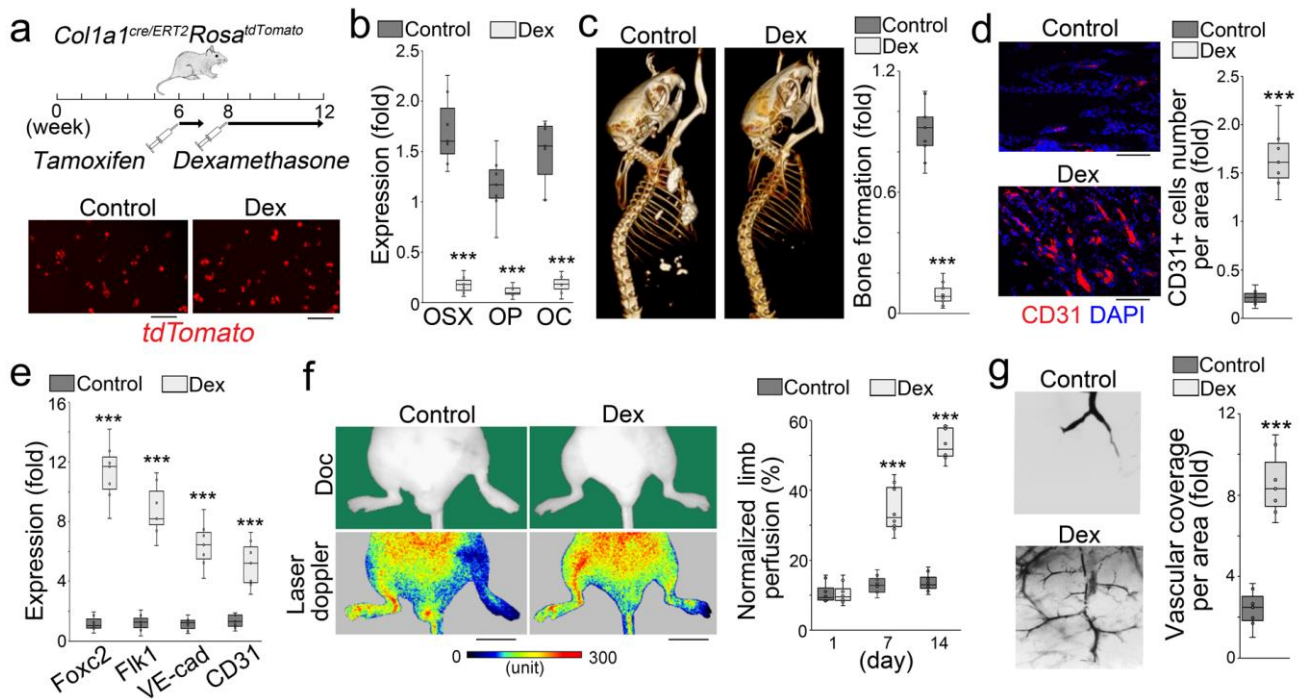 a
Col1a1cre/ERT2RosatdTomato
0 6 8 12
(week)
Tamoxifen Dexamethasone
Control Dex
tdTomato
b
Control Dex
Expression (fold)
2.5
2
1.5
1
0.5
0
*** *** ***
OSX OP OC
c
Control Dex
Control
Dex
Bone formation (fold)
1.2
0.6
0
***
d
Control
Dex
CD31 DAPI
Control
Dex
CD31+ cells number
per area (fold)
2.5
2
1.5
1
0.5
0
***
e
Control Dex
Expression (fold)
16
12
8
4
0
*** *** *** ***
Foxc2 Flk1 VE-cad CD31
f
Control Dex
Doc
Laser
doppler
0 300
(unit)
Control Dex
Normalized limb
perfusion (%)
60
40
20
0
*** ***
1 7 14
(day)
g
Control
Dex
Control
Dex
Vascular coverage
per area (fold)
12
8
4
0
***